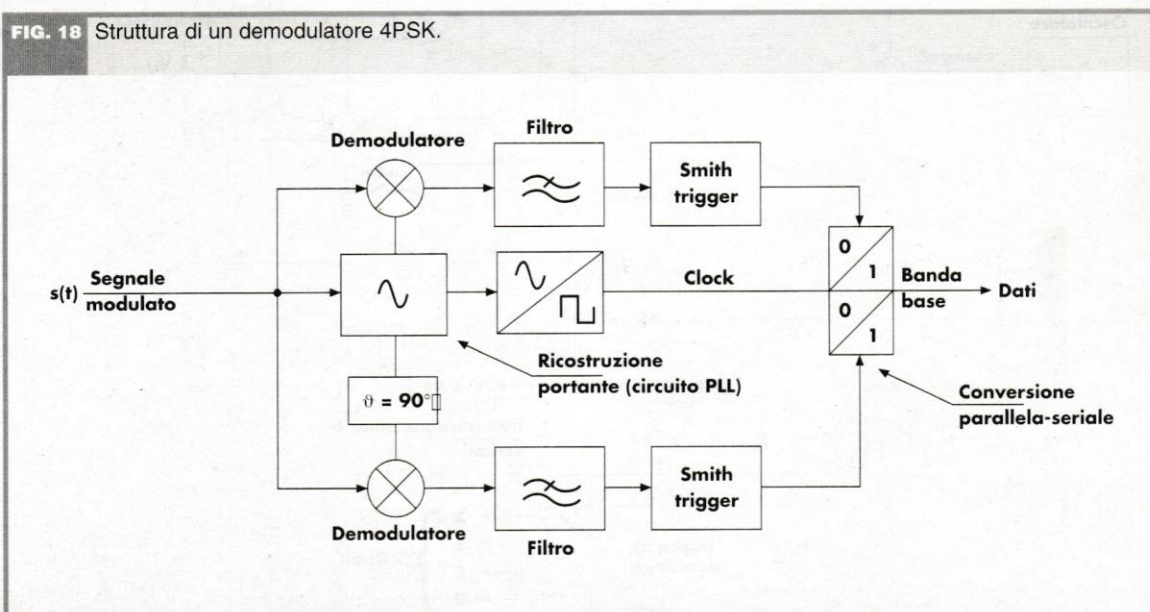 FIG. 18 Struttura di un demodulatore 4PSK.
Demodulatore
Filtro
Smith
trigger
s(t)
Segnale
modulato
Clock
0
1
0
1
Banda
base
Dati
Ricostruzione
portante (circuito PLL)
ϑ = 90°
Conversione
parallela-seriale
Smith
trigger
Demodulatore
Filtro